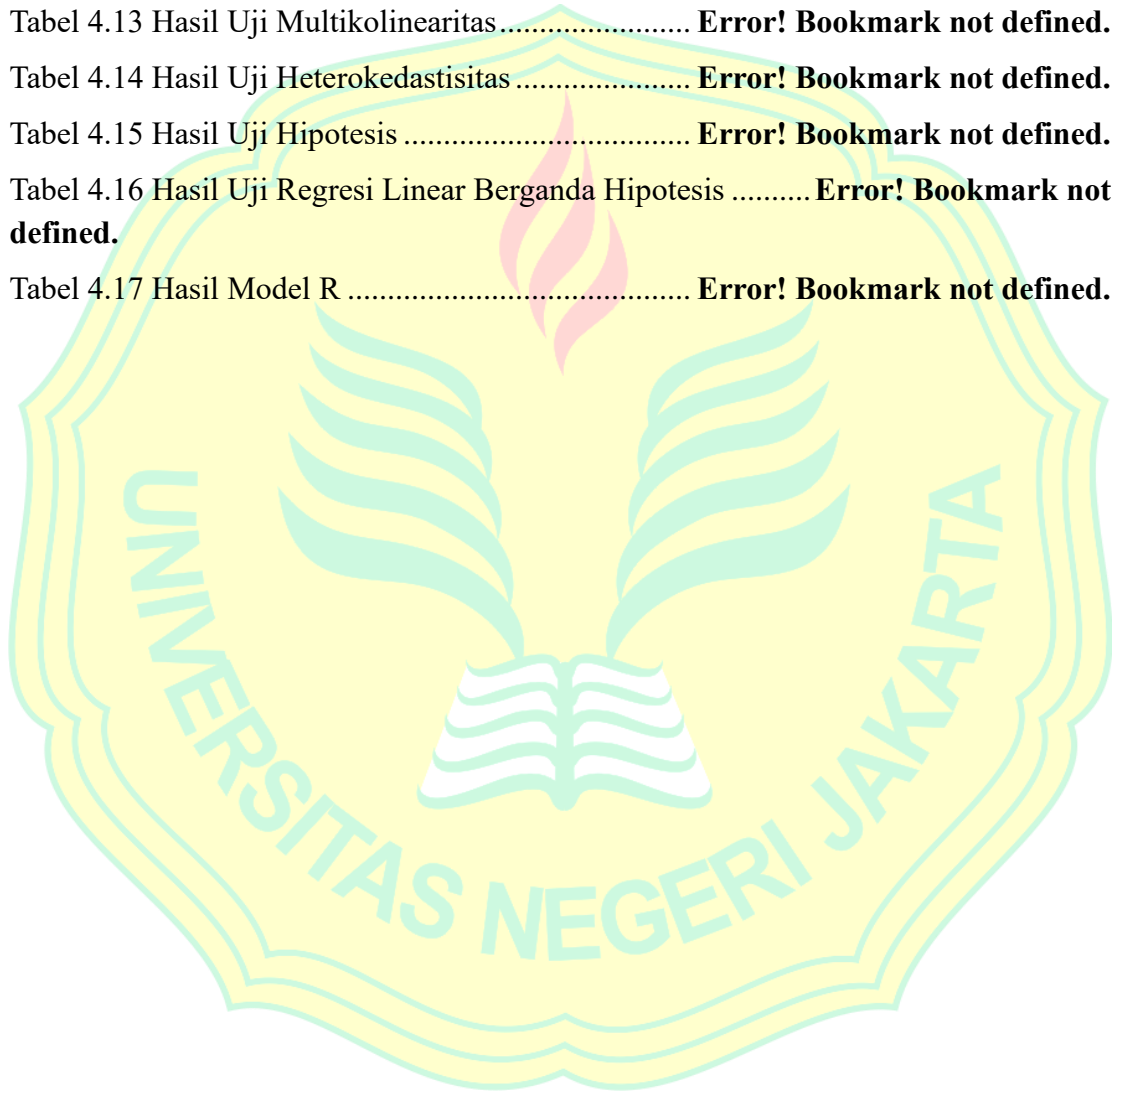 Tabel 4.13 Hasil Uji Multikolinearitas........................ Error! Bookmark not defined.
Tabel 4.14 Hasil Uji Heterokedastisitas...................... Error! Bookmark not defined.
Tabel 4.15 Hasil Uji Hipotesis.................................... Error! Bookmark not defined.
Tabel 4.16 Hasil Uji Regresi Linear Berganda Hipotesis .......... Error! Bookmark not
defined.
Tabel 4.17 Hasil Model R ........................................... Error! Bookmark not defined.
UNIVERSITAS NEGERI JAKARTA